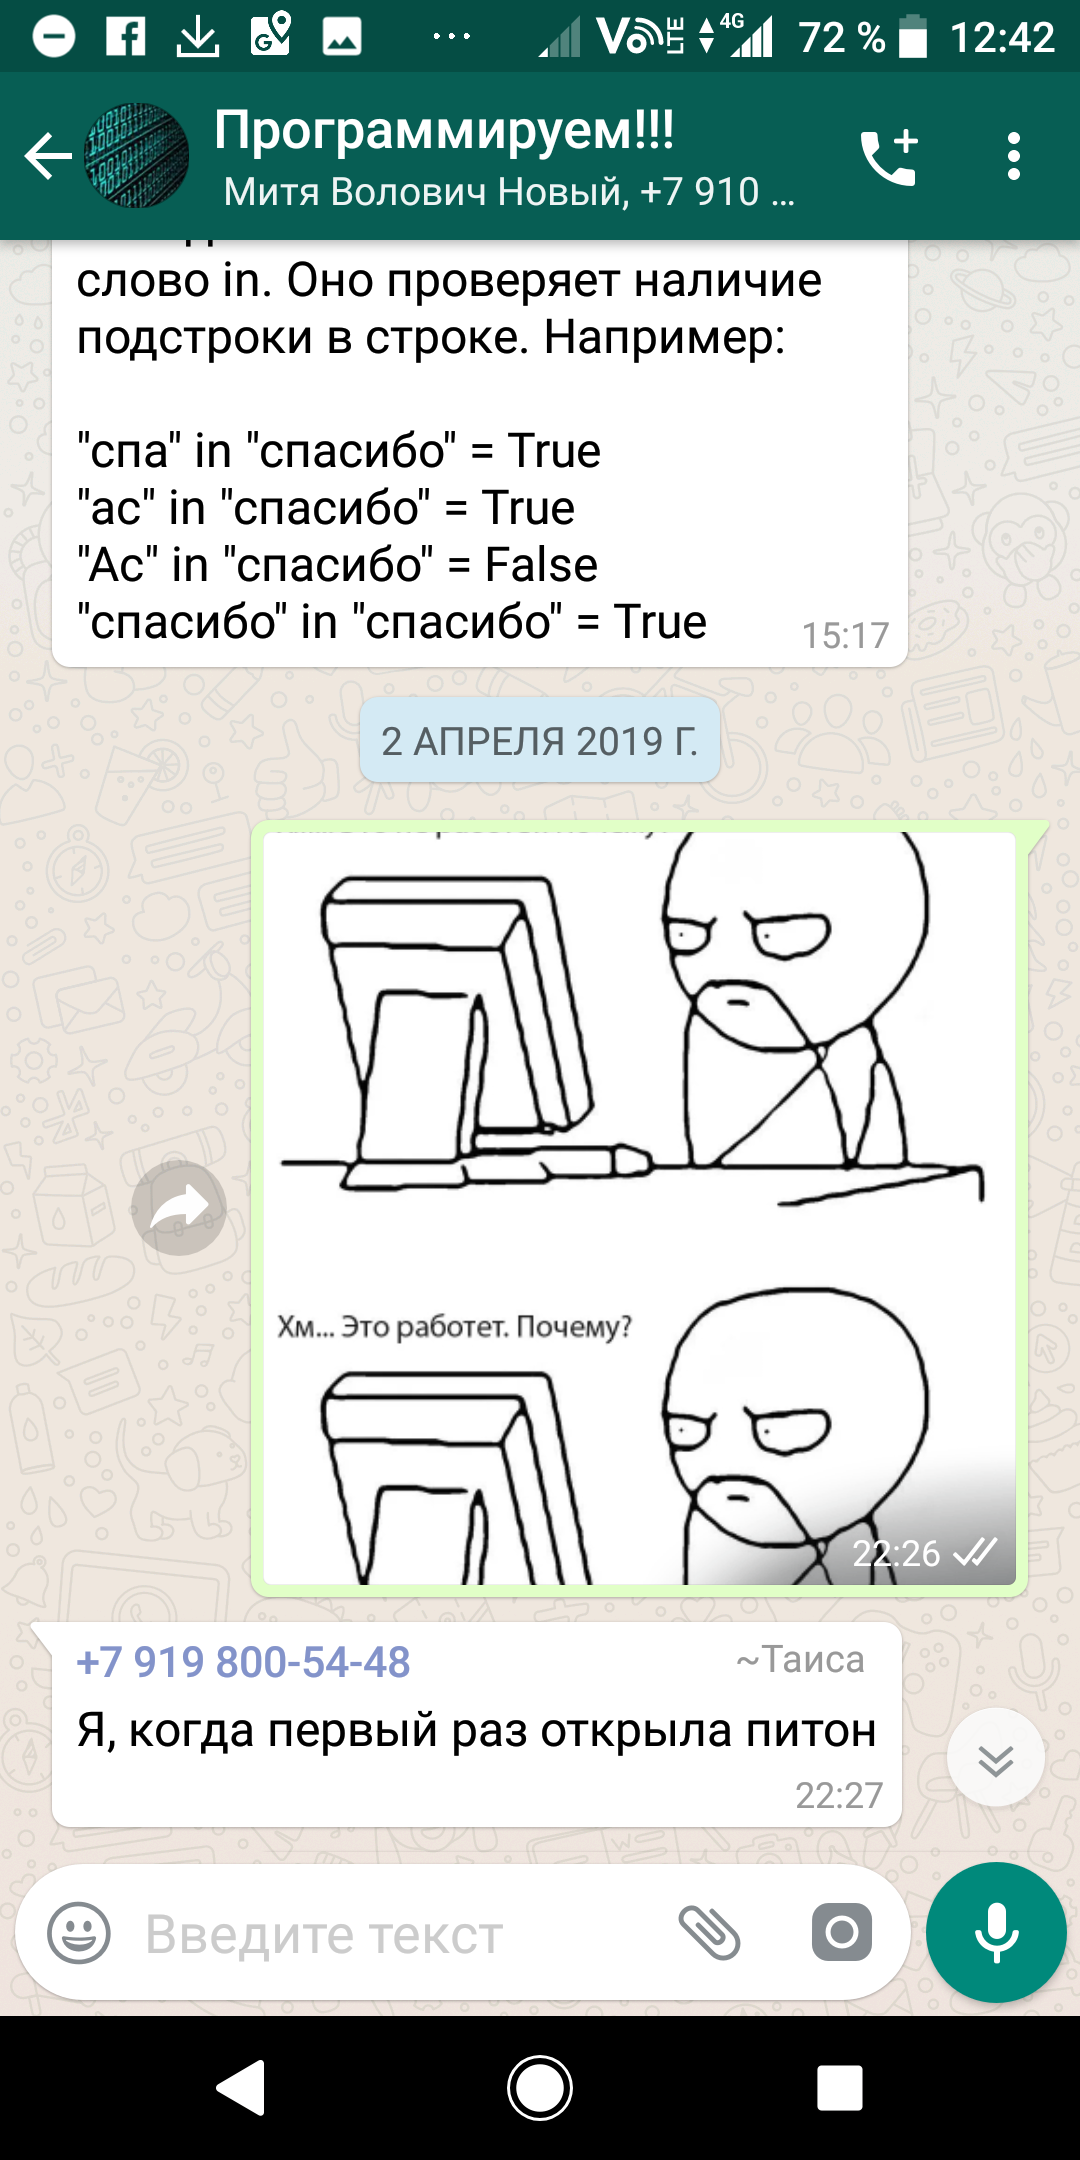 4G
LTE
72 %
12:42
Программируем!!!
Митя Волович Новый, +7 910 ...
слово in. Оно проверяет наличие
подстроки в строке. Например:
"спа" in "спасибо" = True
"ас" in "спасибо" = True
"Ас" in "спасибо" = False
"спасибо" in "спасибо" = True
15:17
2 АПРЕЛЯ 2019 Г.
Хм... Это работет. Почему?
22:26
+7 919 800-54-48
~Таиса
Я, когда первый раз открыла питон
22:27
Введите текст